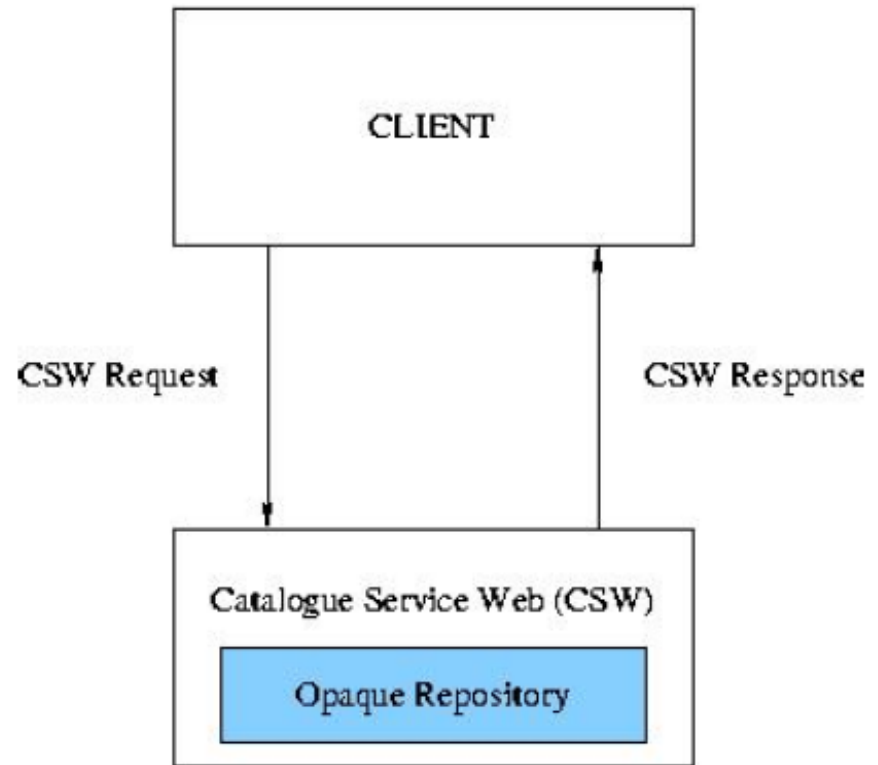 CLIENT
CSW Request
CSW Response
Catalogue Service Web (CSW)
Opaque Repository